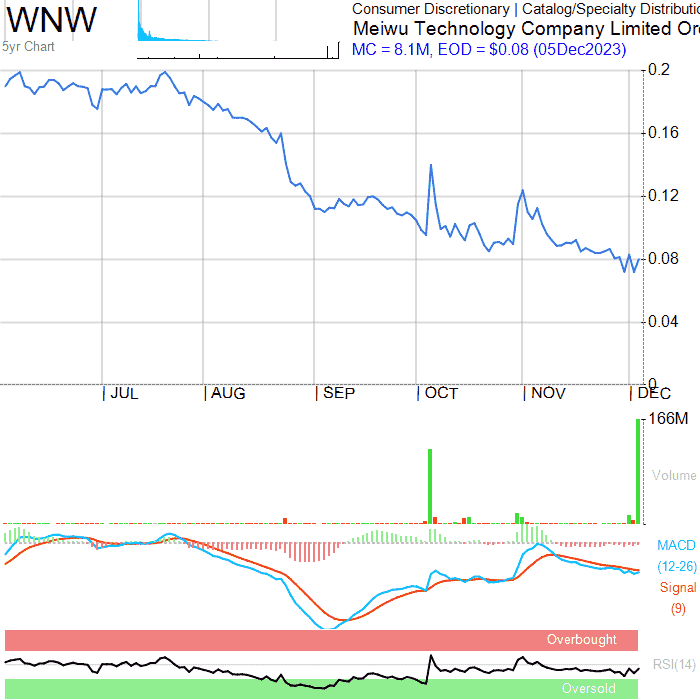 WNW
Consumer Discretionary | Catalog/Specialty Distributio
Meiwu Technology Company Limited Or
MC = 8.1M, EOD = $0.08 (05Dec2023)
5yr Chart
0.2
0.16
0.12
0.08
0.04
0
JUL AUG SEP OCT NOV DEC
166M
Volume
MACD
(12-26)
Signal
(9)
Overbought
RSI(14)
Oversold